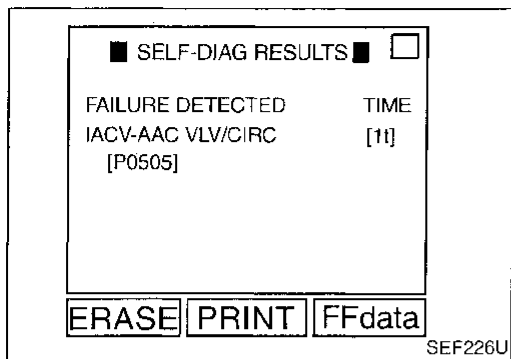 ■ SELF-DIAG RESULTS ■
FAILURE DETECTED TIME
IACV-AAC VLV/CIRC [1t]
[P0505]
ERASE PRINT FFdata
SEF226U